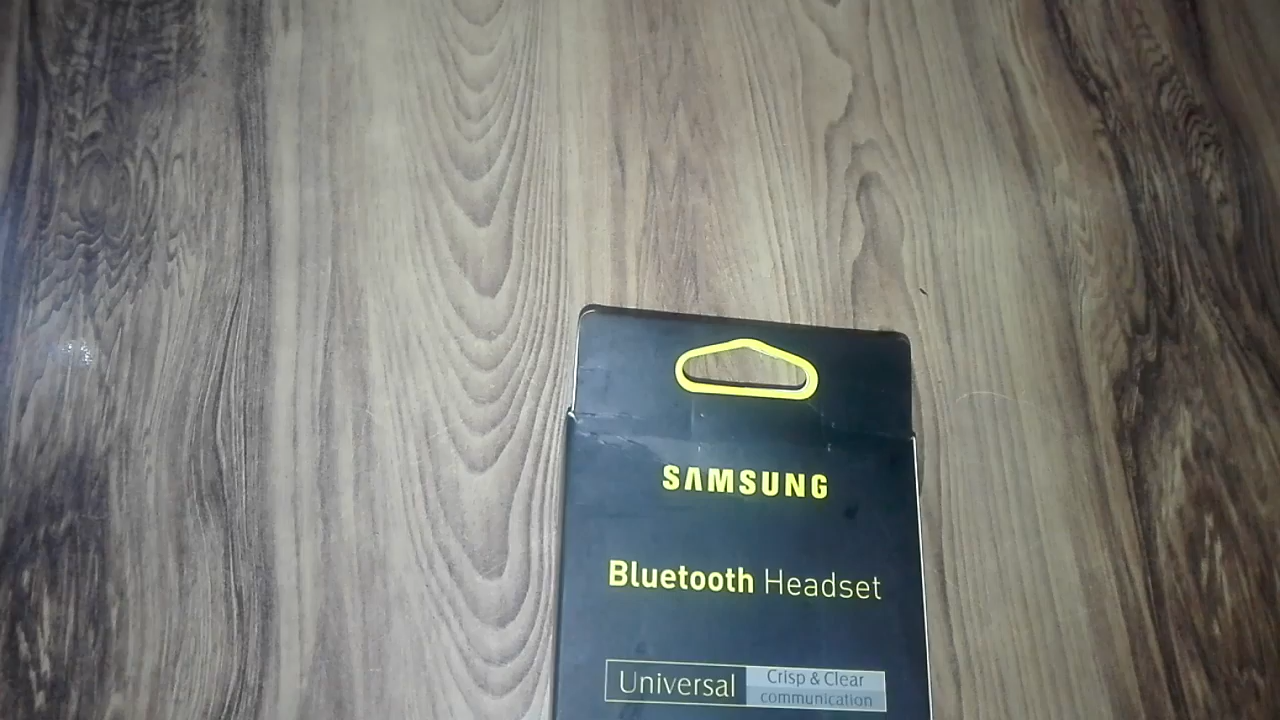 SAMSUNG
Bluetooth Headset
Universal
Crisp & Clear
communication